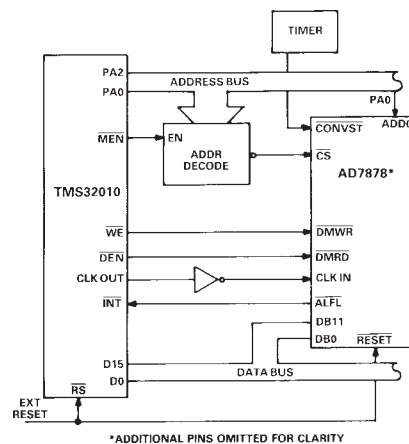 TIMER
PA2
ADDRESS BUS
PA0
PA0
ADD0
MEN
EN
ADDR
DECODE
CONVST
CS
TMS32010
AD7878*
WE
DMWR
DEN
DMRD
CLK OUT
CLK IN
INT
ALFL
DB11
DB0
RESET
D15
D0
DATA BUS
RS
EXT
RESET
*ADDITIONAL PINS OMITTED FOR CLARITY